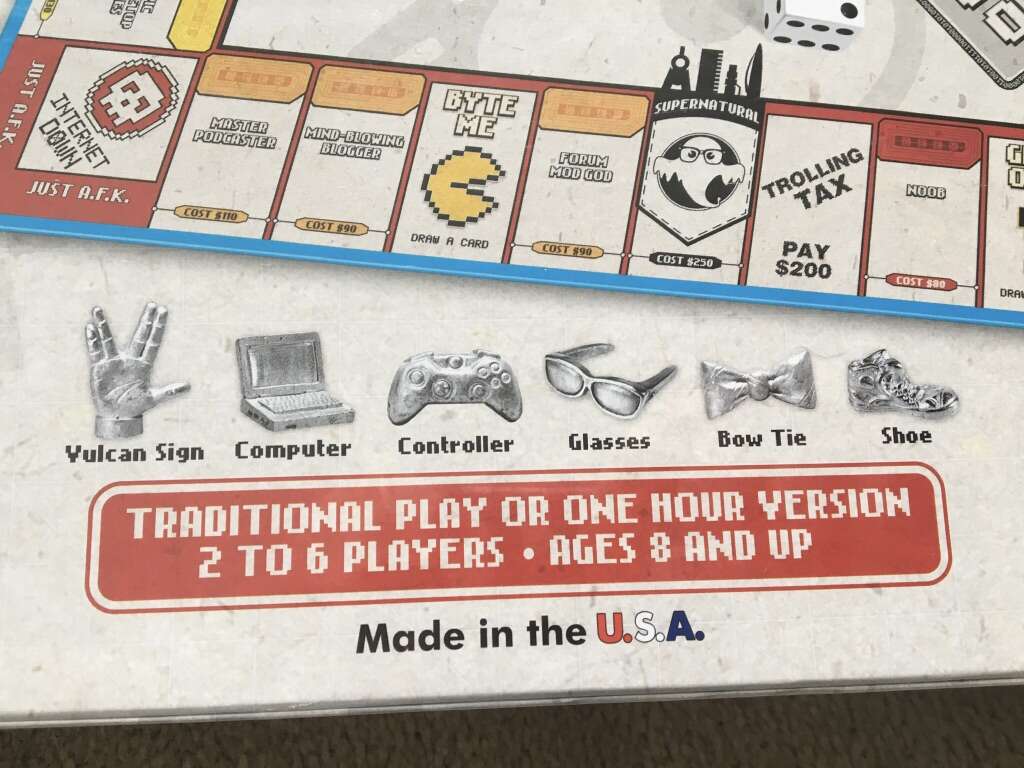 JUST A.F.K.
INTERNET
DOWN
JUST A.F.K.
MASTER
PODCASTER
COST $110
MIND-BLOWING
BLOGGER
COST $90
BYTE
ME
DRAW A CARD
FORUM
MOD GOD
COST $90
SUPERNATURAL
COST $250
TROLLING
TAX
PAY
$200
NOOB
COST $80
Vulcan Sign
Computer
Controller
Glasses
Bow Tie
Shoe
TRADITIONAL PLAY OR ONE HOUR VERSION
2 TO 6 PLAYERS • AGES 8 AND UP
Made in the U.S.A.